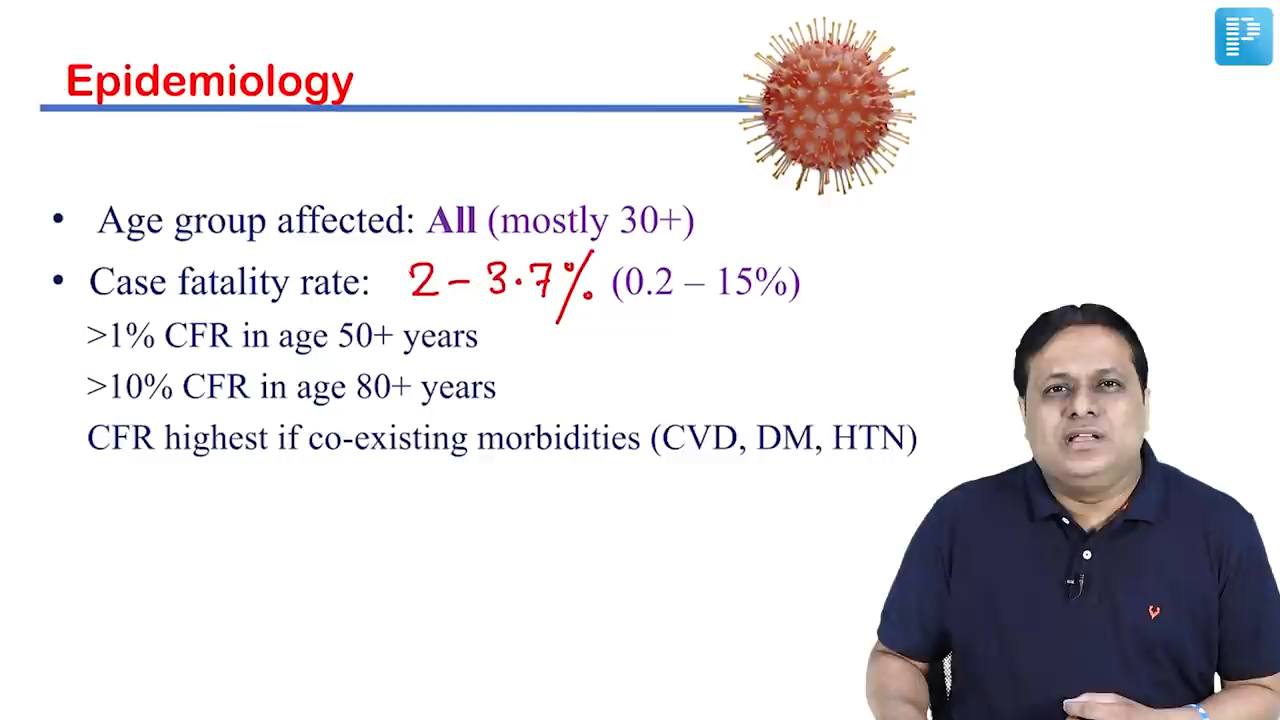 Epidemiology
• Age group affected: All (mostly 30+)
• Case fatality rate: 2 – 3.7% (0.2 – 15%)
>1% CFR in age 50+ years
>10% CFR in age 80+ years
CFR highest if co-existing morbidities (CVD, DM, HTN)
P